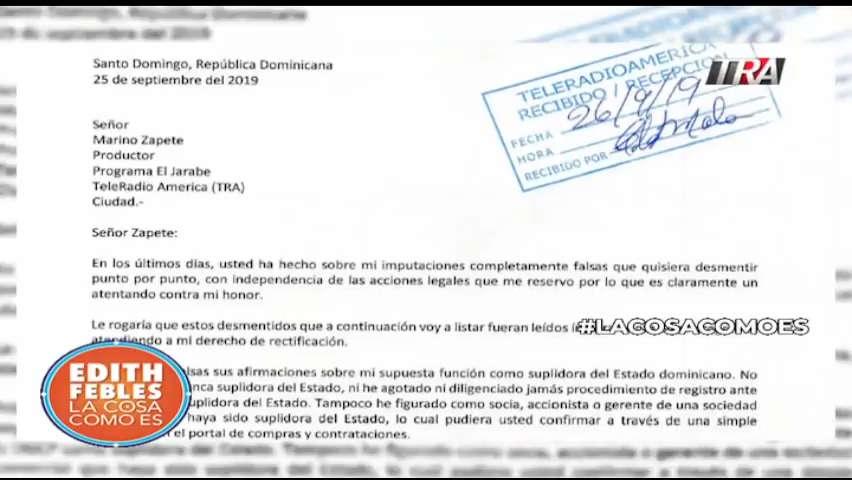 Santo Domingo, República Dominicana
25 de septiembre del 2019
TELERADIOAMERICA
RECIBIDO / RECEPCION
FECHA 26/9/19
HORA
RECIBIDO POR
TRA
Señor
Marino Zapete
Productor
Programa El Jarabe
TeleRadio America (TRA)
Ciudad.-
Señor Zapete:
En los últimos días, usted ha hecho sobre mi imputaciones completamente falsas que quisiera desmentir
punto por punto, con independencia de las acciones legales que me reservo por lo que es claramente un
atentando contra mi honor.
Le rogaría que estos desmentidos que a continuación voy a listar fueran leídos
#LACOSACOMOES
atendiendo a mi derecho de rectificación.
falsas sus afirmaciones sobre mi supuesta función como suplidora del Estado dominicano. No
nunca suplidora del Estado, ni he agotado ni diligenciado jamás procedimiento de registro ante
suplidora del Estado. Tampoco he figurado como socia, accionista o gerente de una sociedad
haya sido suplidora del Estado, lo cual pudiera usted confirmar a través de una simple
el portal de compras y contrataciones.
EDITH
FEBLES
LA COSA
COMO ES